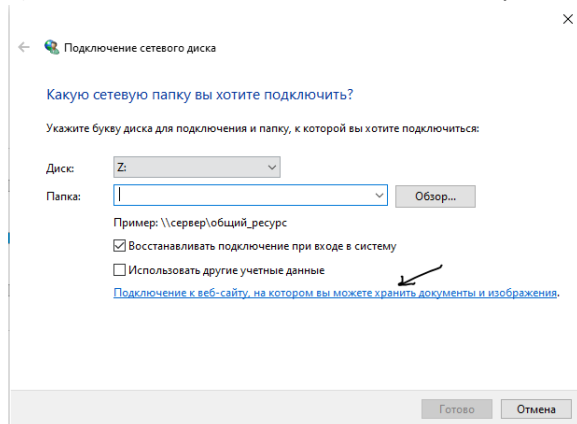 Подключение сетевого диска
Какую сетевую папку вы хотите подключить?
Укажите букву диска для подключения и папку, к которой вы хотите подключиться:
Диск: Z:
Папка: Обзор...
Пример: \\сервер\общий_ресурс
Восстанавливать подключение при входе в систему
Использовать другие учетные данные
Подключение к веб-сайту, на котором вы можете хранить документы и изображения.
Готово Отмена